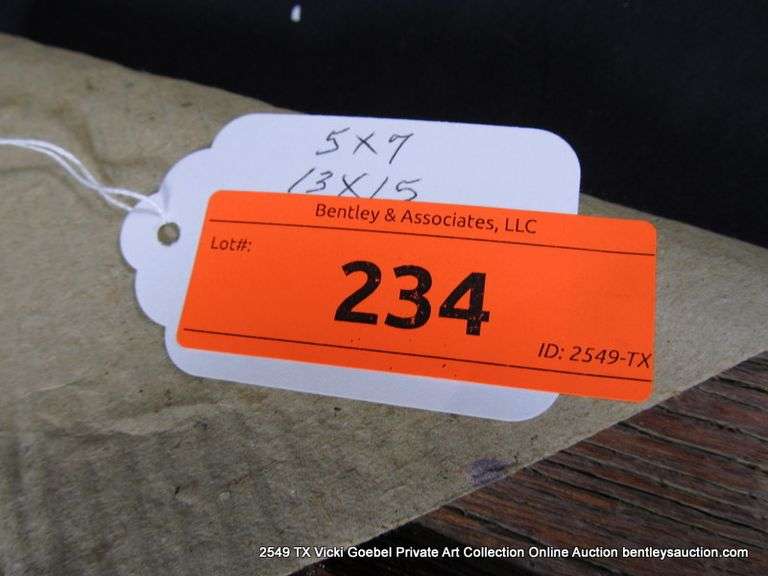 5X7
13X15
Bentley & Associates, LLC
Lot#:
234
ID: 2549-TX
2549 TX Vicki Goebel Private Art Collection Online Auction bentleysauction.com